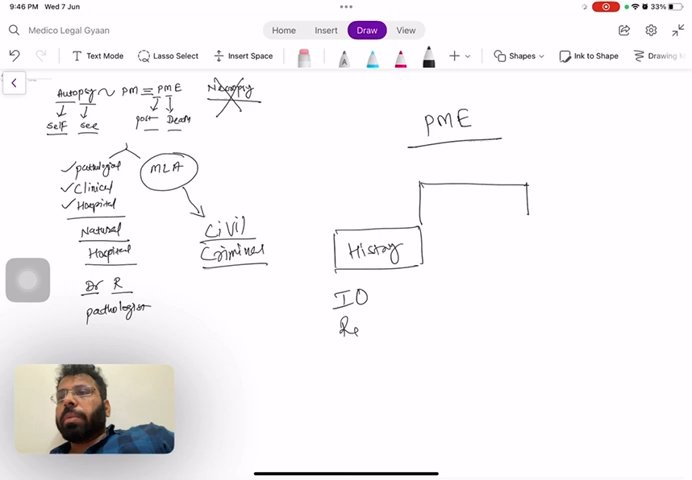 9:46 PM Wed 7 Jun
33%
Medico Legal Gyaan
Home Insert Draw View
Text Mode Lasso Select Insert Space
Shapes Ink to Shape Drawing
Autopsy ~ PM ≡ PME
Necropsy
self see
post Death
pathological
Clinical
Hospital
Natural
Hospital
Dr R
pathologist
MLA
Civil
Criminal
PME
History
IO
Re